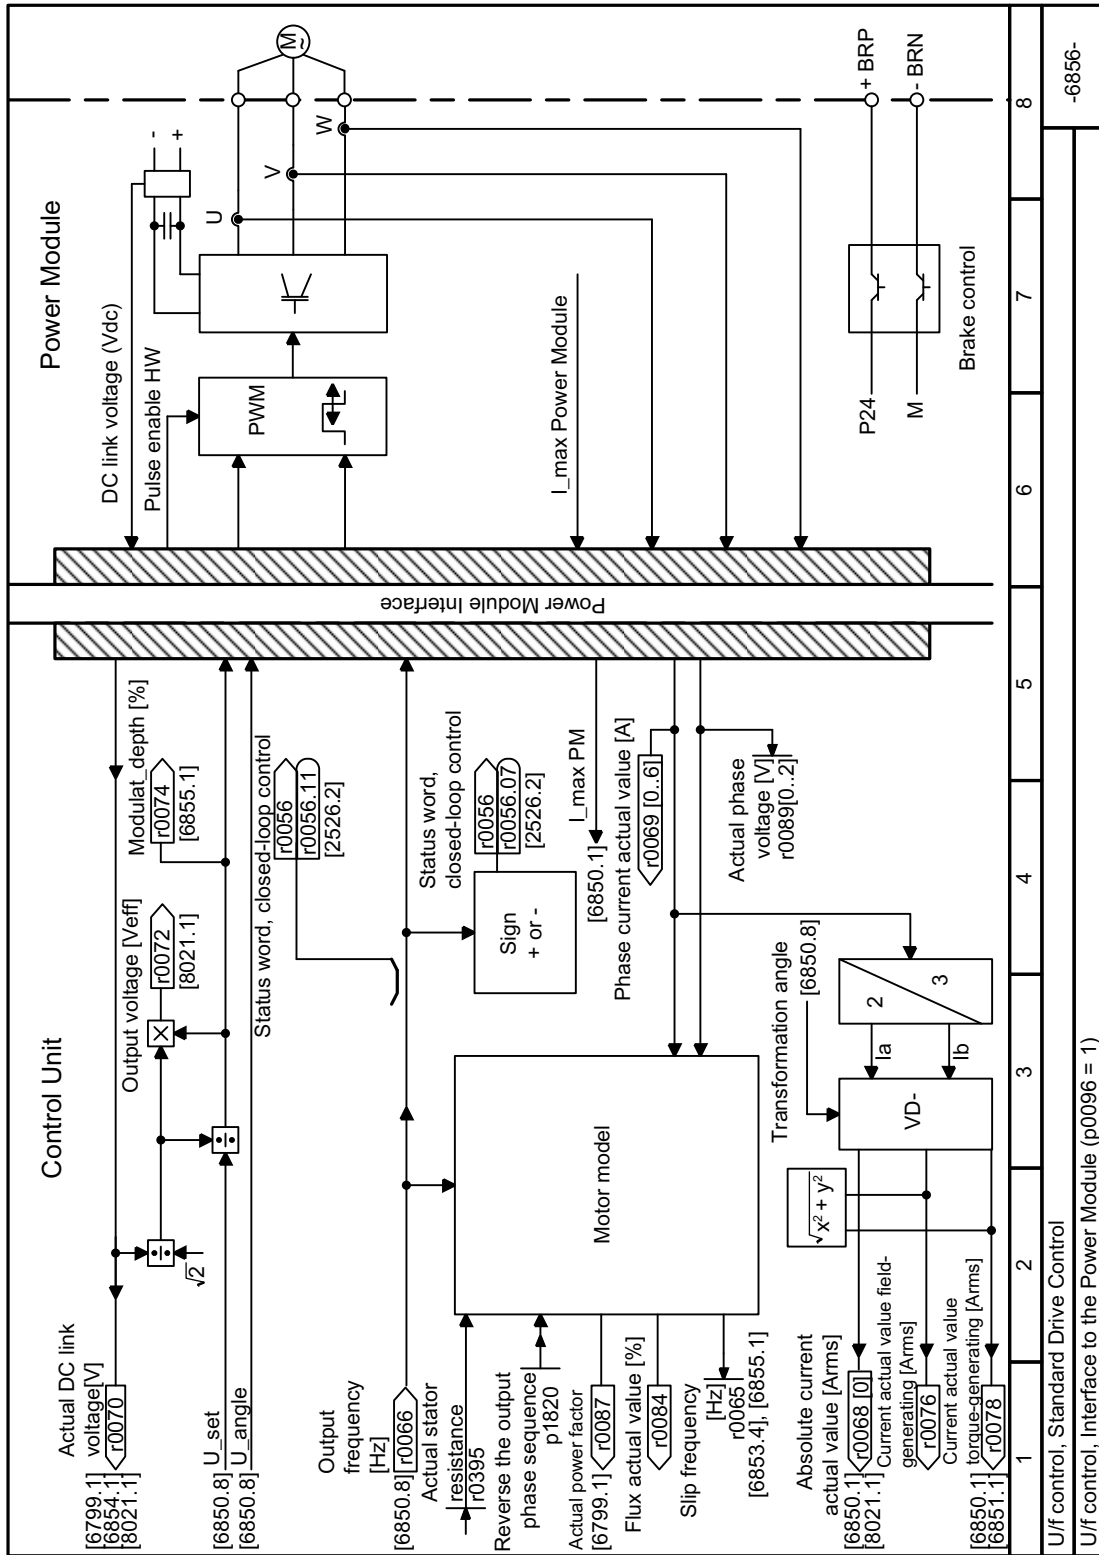 Control Unit
Power Module
Actual DC link
voltage[V]
r0070
[6799.1]
[6854.1]
[8021.1]
√2
Output voltage [Veff]
r0072
[8021.1]
Modulat_depth [%]
r0074
[6855.1]
[6850.8] U_set
[6850.8] U_angle
Status word, closed-loop control
r0056
r0056.11
[2526.2]
Output
frequency
[Hz]
[6850.8] r0066
Status word,
closed-loop control
r0056
r0056.07
[2526.2]
Sign
+ or -
Actual stator
resistance
r0395
Reverse the output
phase sequence
p1820
Actual power factor
[6799.1] r0087
Flux actual value [%]
r0084
Slip frequency
[Hz]
r0065
[6853.4], [6855.1]
Motor model
I_max PM
[6850.1]
Phase current actual value [A]
r0069 [0..6]
Actual phase
voltage [V]
r0089[0..2]
Transformation angle
[6850.8]
2
3
Ia
Ib
VD-
√x² + y²
Absolute current
actual value [Arms]
[6850.1] r0068 [0]
[8021.1]
Current actual value field-
generating [Arms]
r0076
Current actual value
torque-generating [Arms]
[6850.1] r0078
[6851.1]
Power Module Interface
DC link voltage (Vdc)
Pulse enable HW
PWM
- 
+
U
V
W
M
~
I_max Power Module
P24
M
Brake control
+ BRP
- BRN
1
2
3
4
5
6
7
8
U/f control, Standard Drive Control
U/f control, Interface to the Power Module (p0096 = 1)
-6856-